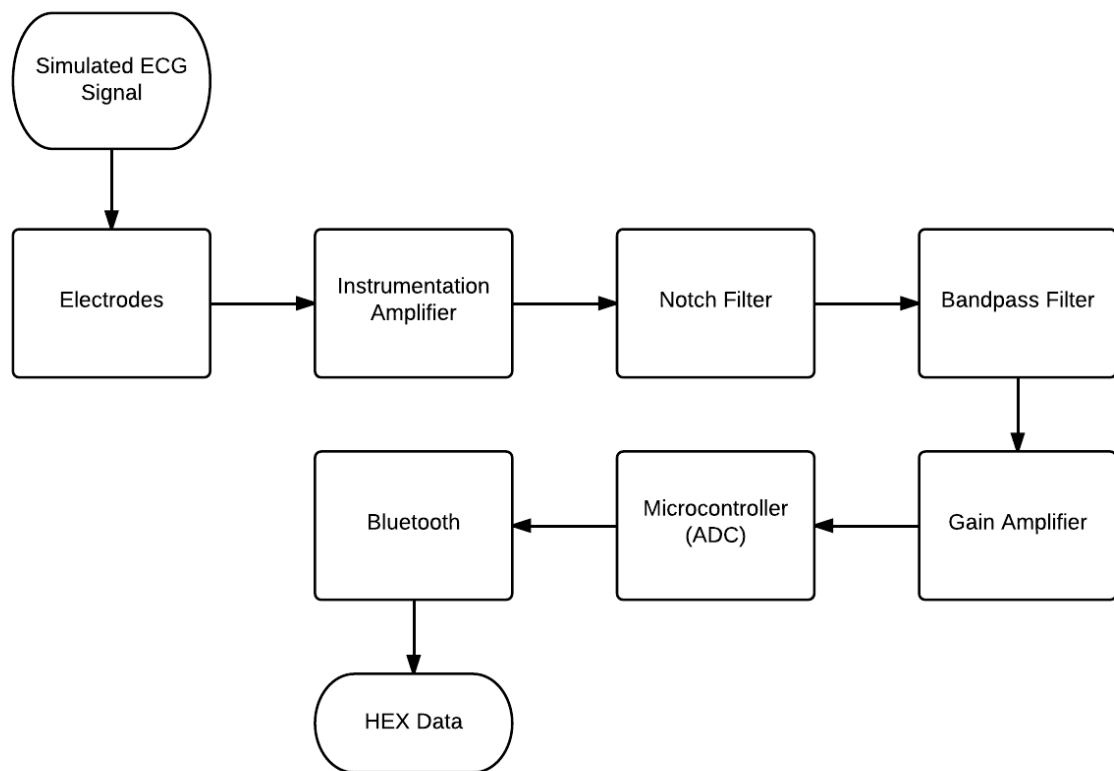 Simulated ECG
Signal
Electrodes
Instrumentation
Amplifier
Notch Filter
Bandpass Filter
Gain Amplifier
Microcontroller
(ADC)
Bluetooth
HEX Data